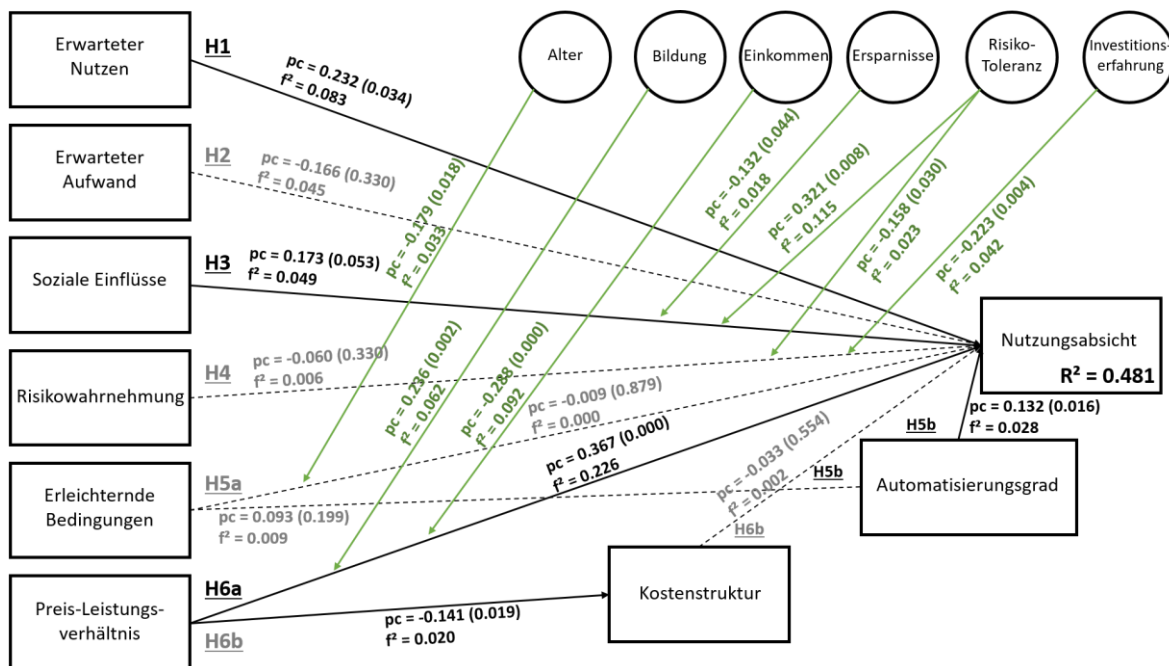 Erwarteter
Nutzen
H1
pc = 0.232 (0.034)
f² = 0.083
Alter
Bildung
Einkommen
Ersparnisse
Risiko-
Toleranz
Investitions-
erfahrung
Erwarteter
Aufwand
H2
pc = -0.166 (0.330)
f² = 0.045
pc = -0.179 (0.018)
f² = 0.033
pc = -0.132 (0.044)
f² = 0.018
pc = 0.321 (0.008)
f² = 0.115
pc = -0.158 (0.030)
f² = 0.023
pc = -0.223 (0.004)
f² = 0.042
Soziale Einflüsse
H3
pc = 0.173 (0.053)
f² = 0.049
Nutzungsabsicht
R² = 0.481
Risikowahrnehmung
H4
pc = -0.060 (0.330)
f² = 0.006
pc = 0.236 (0.002)
f² = 0.062
pc = -0.288 (0.000)
f² = 0.092
pc = -0.009 (0.879)
f² = 0.000
pc = 0.367 (0.000)
f² = 0.226
pc = -0.033 (0.554)
f² = 0.002
H6b
H5b
pc = 0.132 (0.016)
f² = 0.028
Erleichternde
Bedingungen
H5a
pc = 0.093 (0.199)
f² = 0.009
H5b
Automatisierungsgrad
Preis-Leistungs-
verhältnis
H6a
H6b
pc = -0.141 (0.019)
f² = 0.020
Kostenstruktur